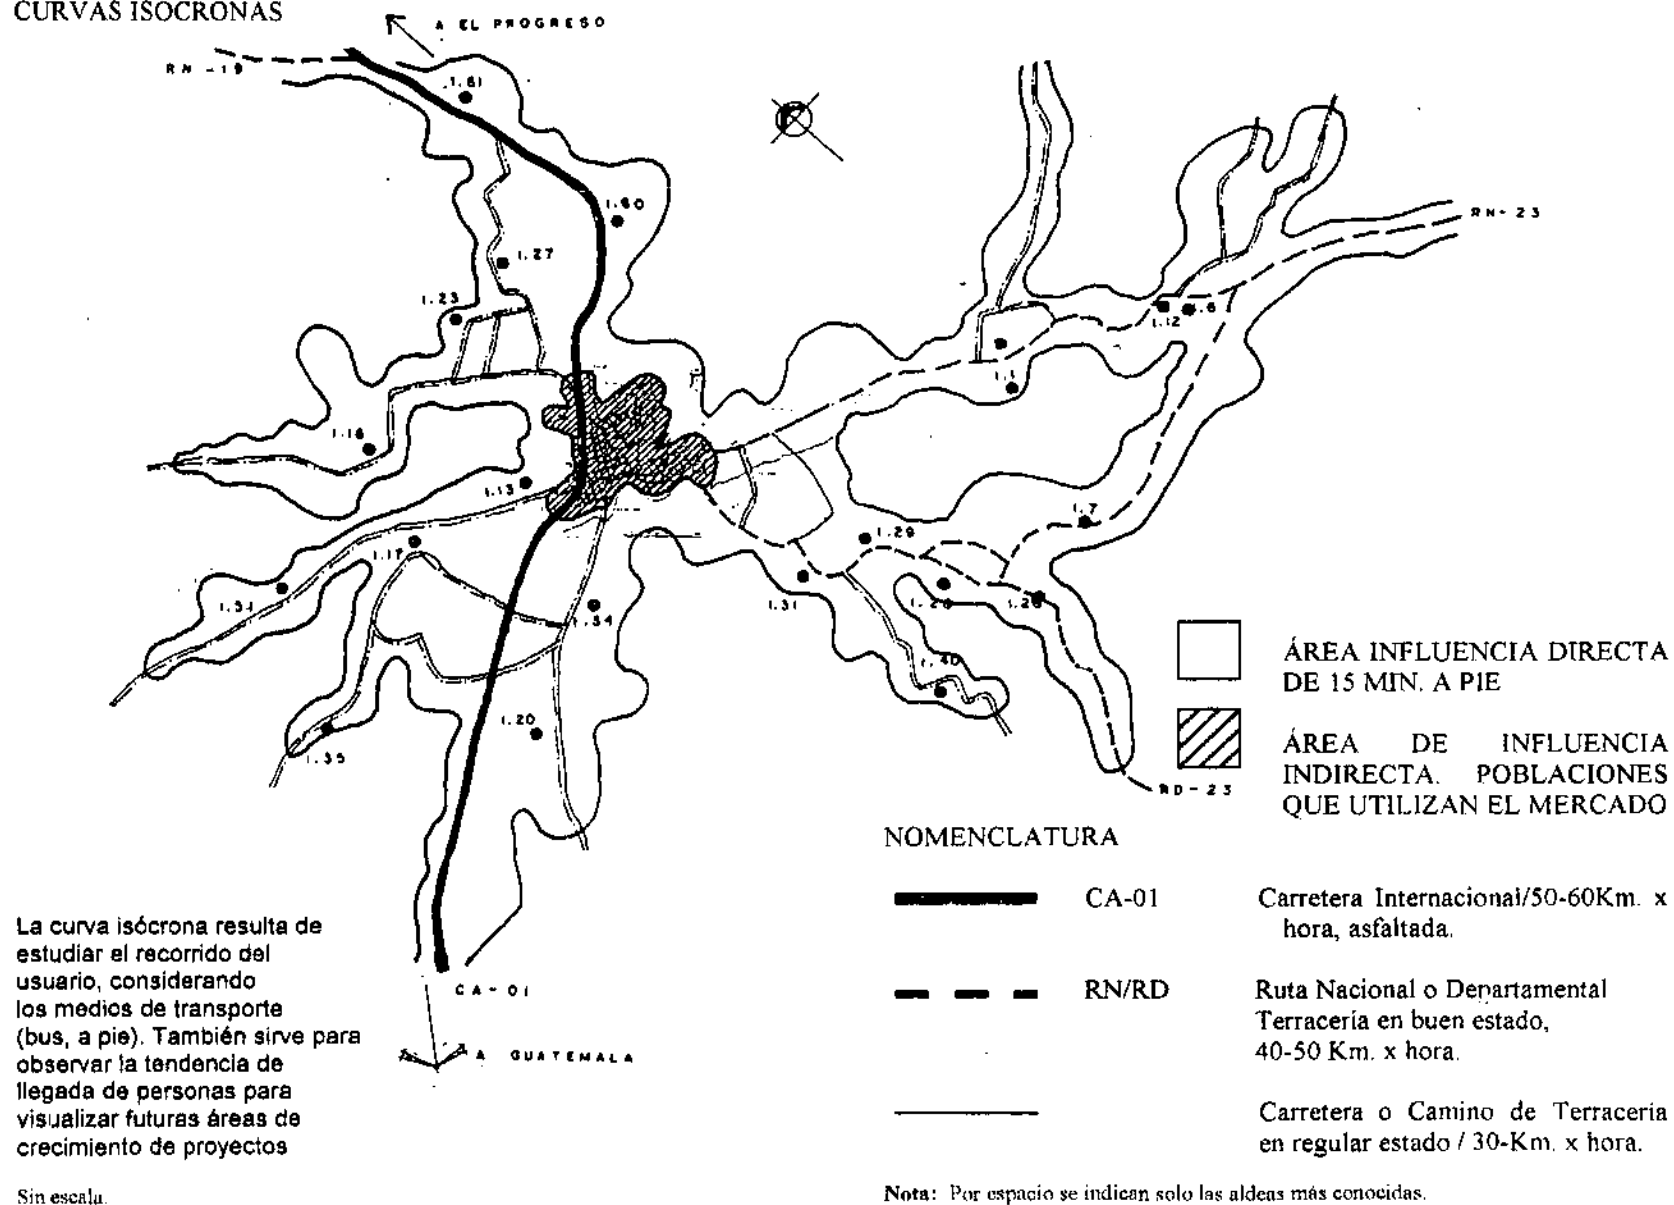 CURVAS ISOCRONAS
A EL PROGRESO
RN-19
1.61
1.60
RN-23
1.27
1.23
1.12
1.1
1.16
1.13
1.7
1.29
1.17
1.31
1.54
1.40
1.20
1.35
RD-23
ÁREA INFLUENCIA DIRECTA
DE 15 MIN. A PIE
ÁREA DE INFLUENCIA
INDIRECTA. POBLACIONES
QUE UTILIZAN EL MERCADO
NOMENCLATURA
CA-01 Carretera Internacional/50-60Km. x
hora, asfaltada.
RN/RD Ruta Nacional o Departamental
Terracería en buen estado,
40-50 Km. x hora.
Carretera o Camino de Terraceria
en regular estado / 30-Km. x hora.
La curva isócrona resulta de
estudiar el recorrido del
usuario, considerando
los medios de transporte
(bus, a pie). También sirve para
observar la tendencia de
llegada de personas para
visualizar futuras áreas de
crecimiento de proyectos
CA-01
A GUATEMALA
Sin escala.
Nota: Por espacio se indican solo las aldeas más conocidas.